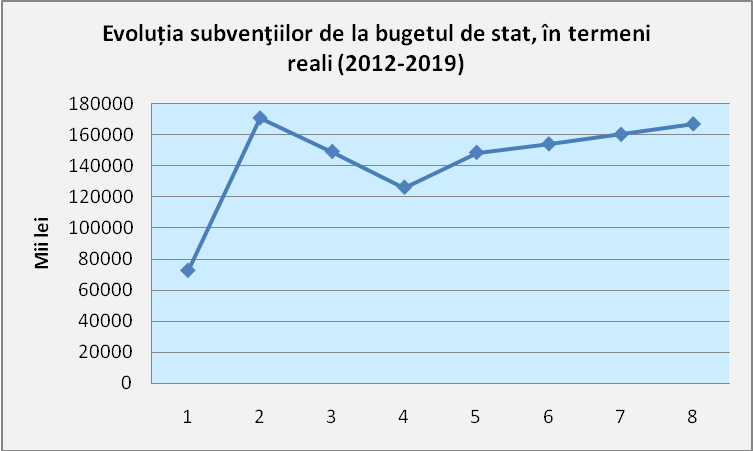 Evoluția subvenţiilor de la bugetul de stat, în termeni
reali (2012-2019)
Mii lei
180000
160000
140000
120000
100000
80000
60000
40000
20000
0
1 2 3 4 5 6 7 8